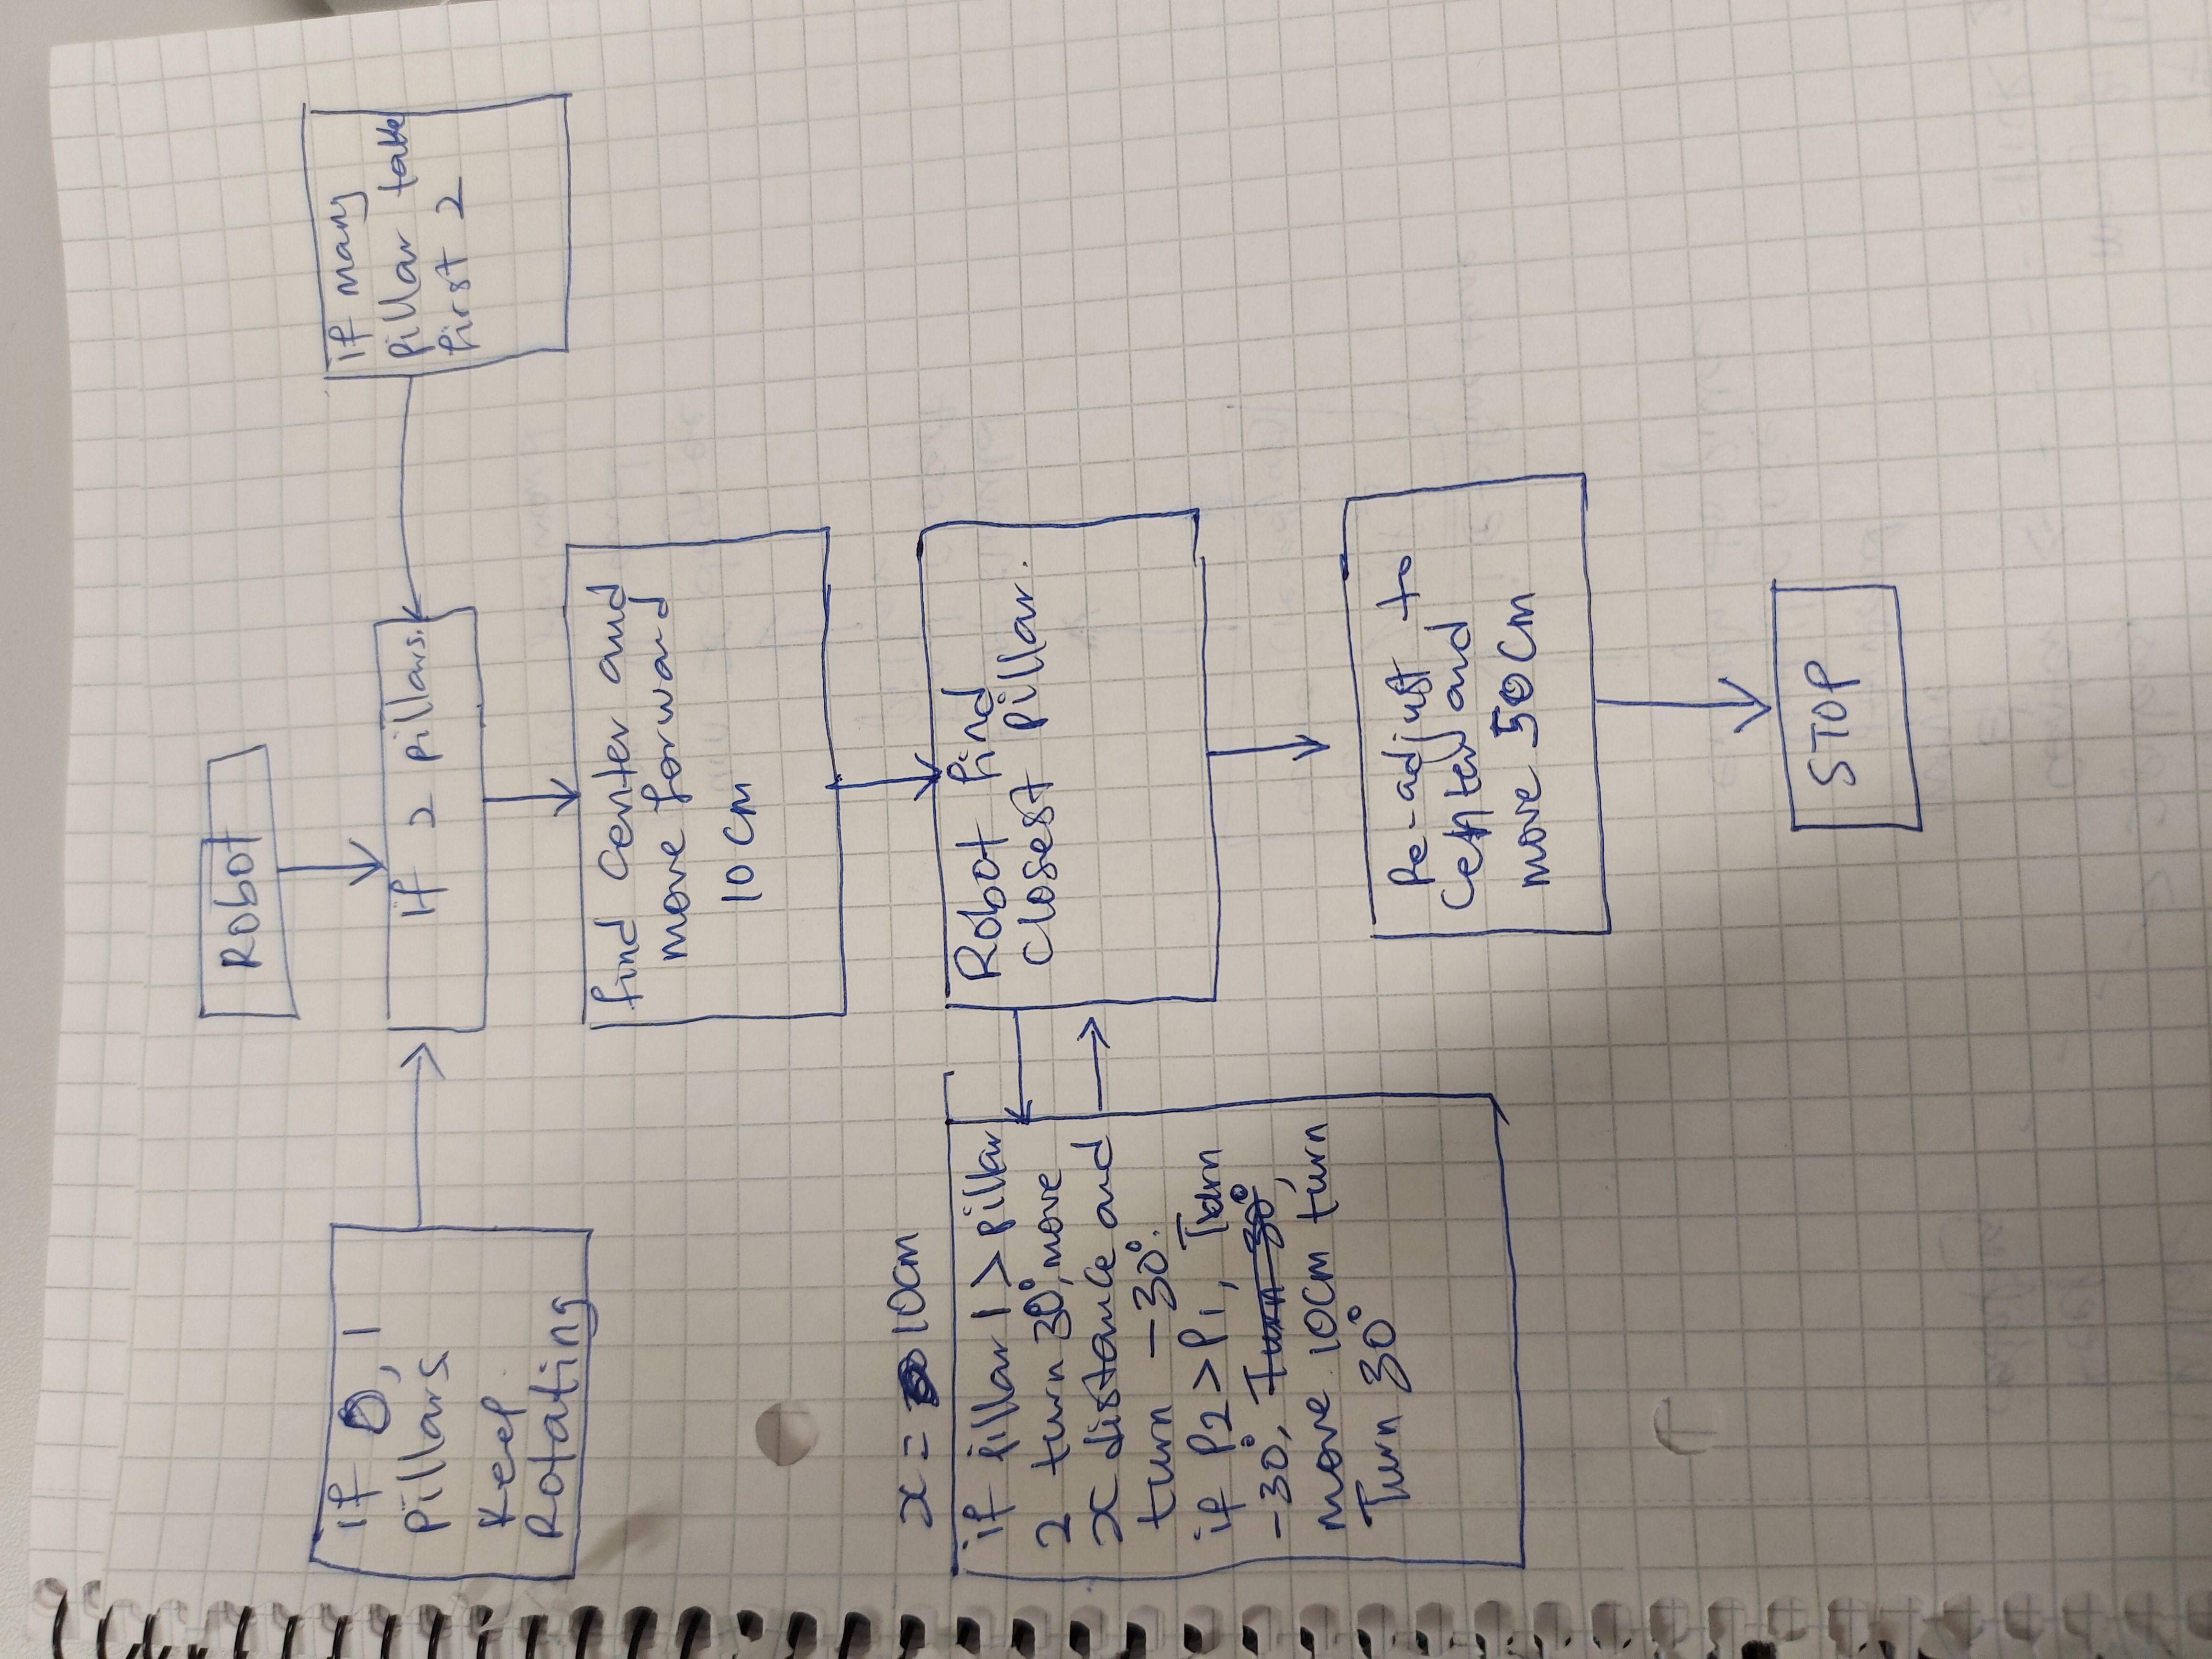 Robot
if 0, 1
pillars
Keep
Rotating
If 2 pillars.
if many
pillar take
first 2
find center and
move forward
10 cm
x = 10cm
if pillar 1 > pillar
2 turn 30°, move
x distance and
turn -30°.
if P2 > P1, Turn
-30°, Turn 30°,
move 10cm turn
Turn 30°
Robot find
closest Pillar.
Re-adjust to
Center and
move 50 cm
STOP